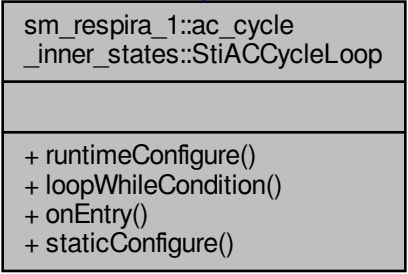 sm_respira_1::ac_cycle
_inner_states::StiACCycleLoop
+ runtimeConfigure()
+ loopWhileCondition()
+ onEntry()
+ staticConfigure()